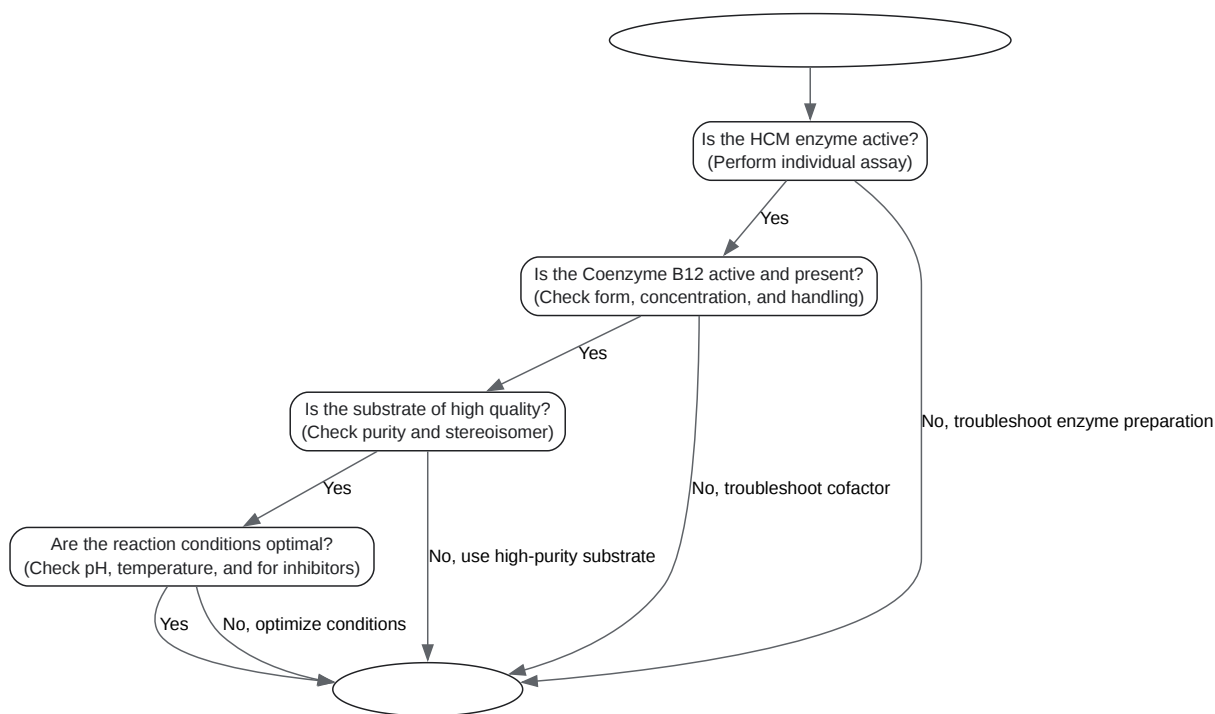 Is the HCM enzyme active?
(Perform individual assay)
Yes
Is the Coenzyme B12 active and present?
(Check form, concentration, and handling)
Yes
Is the substrate of high quality?
(Check purity and stereoisomer)
No, troubleshoot enzyme preparation
Yes
No, troubleshoot cofactor
Are the reaction conditions optimal?
(Check pH, temperature, and for inhibitors)
No, use high-purity substrate
Yes
No, optimize conditions